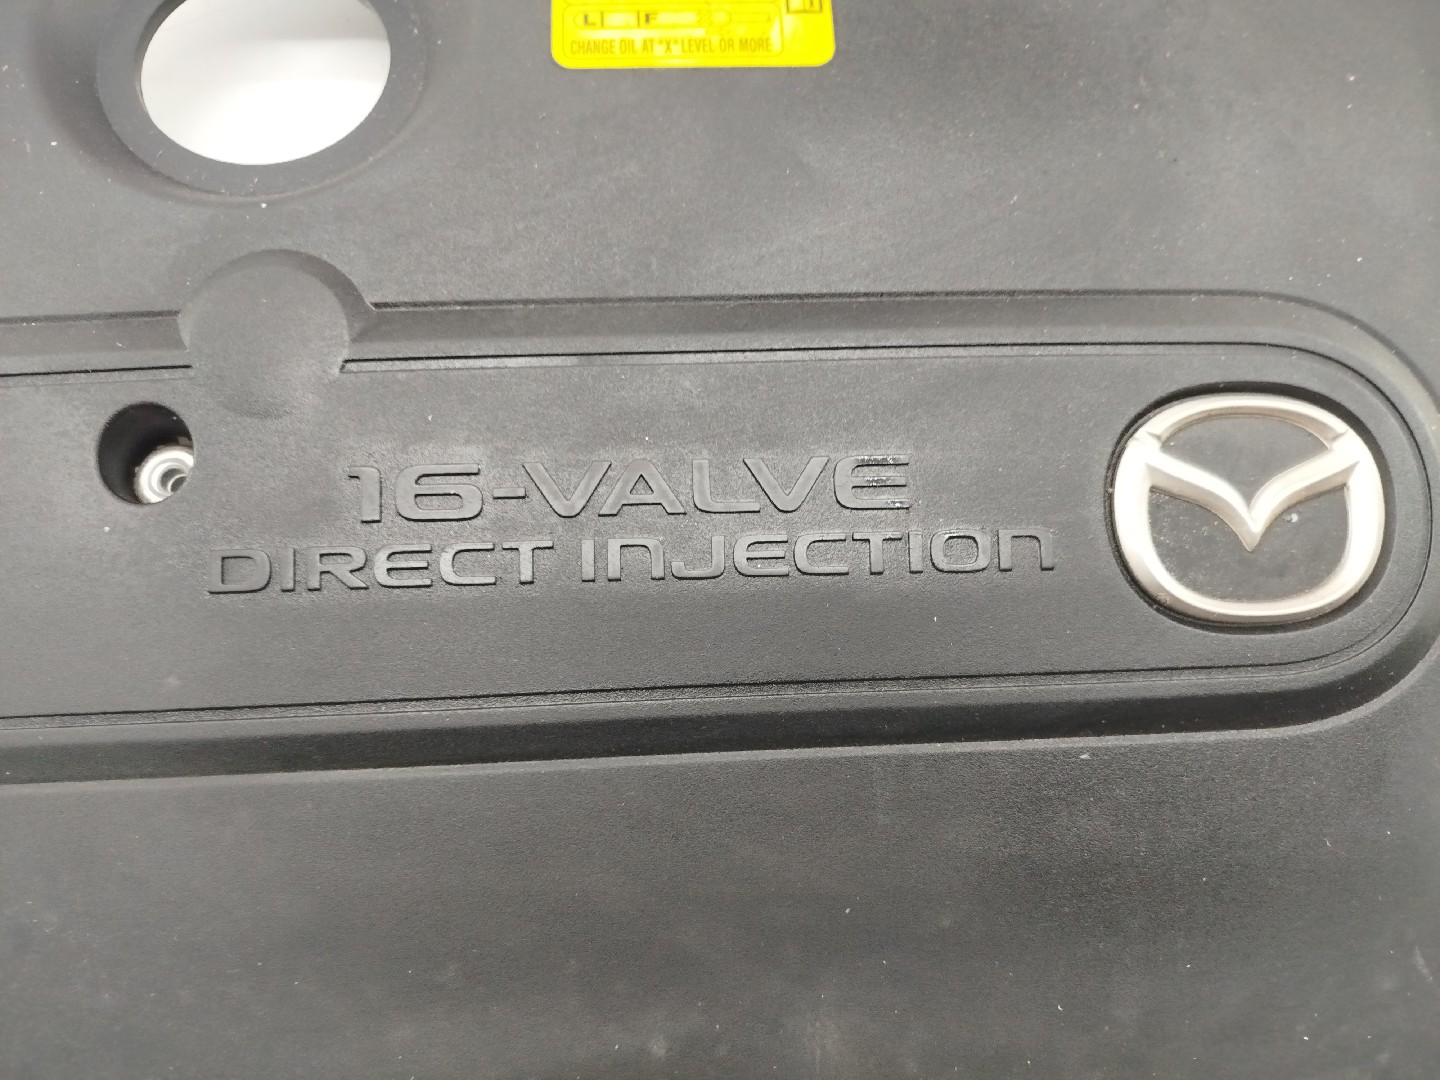 L F
CHANGE OIL AT "X" LEVEL OR MORE
16-VALVE
DIRECT INJECTION